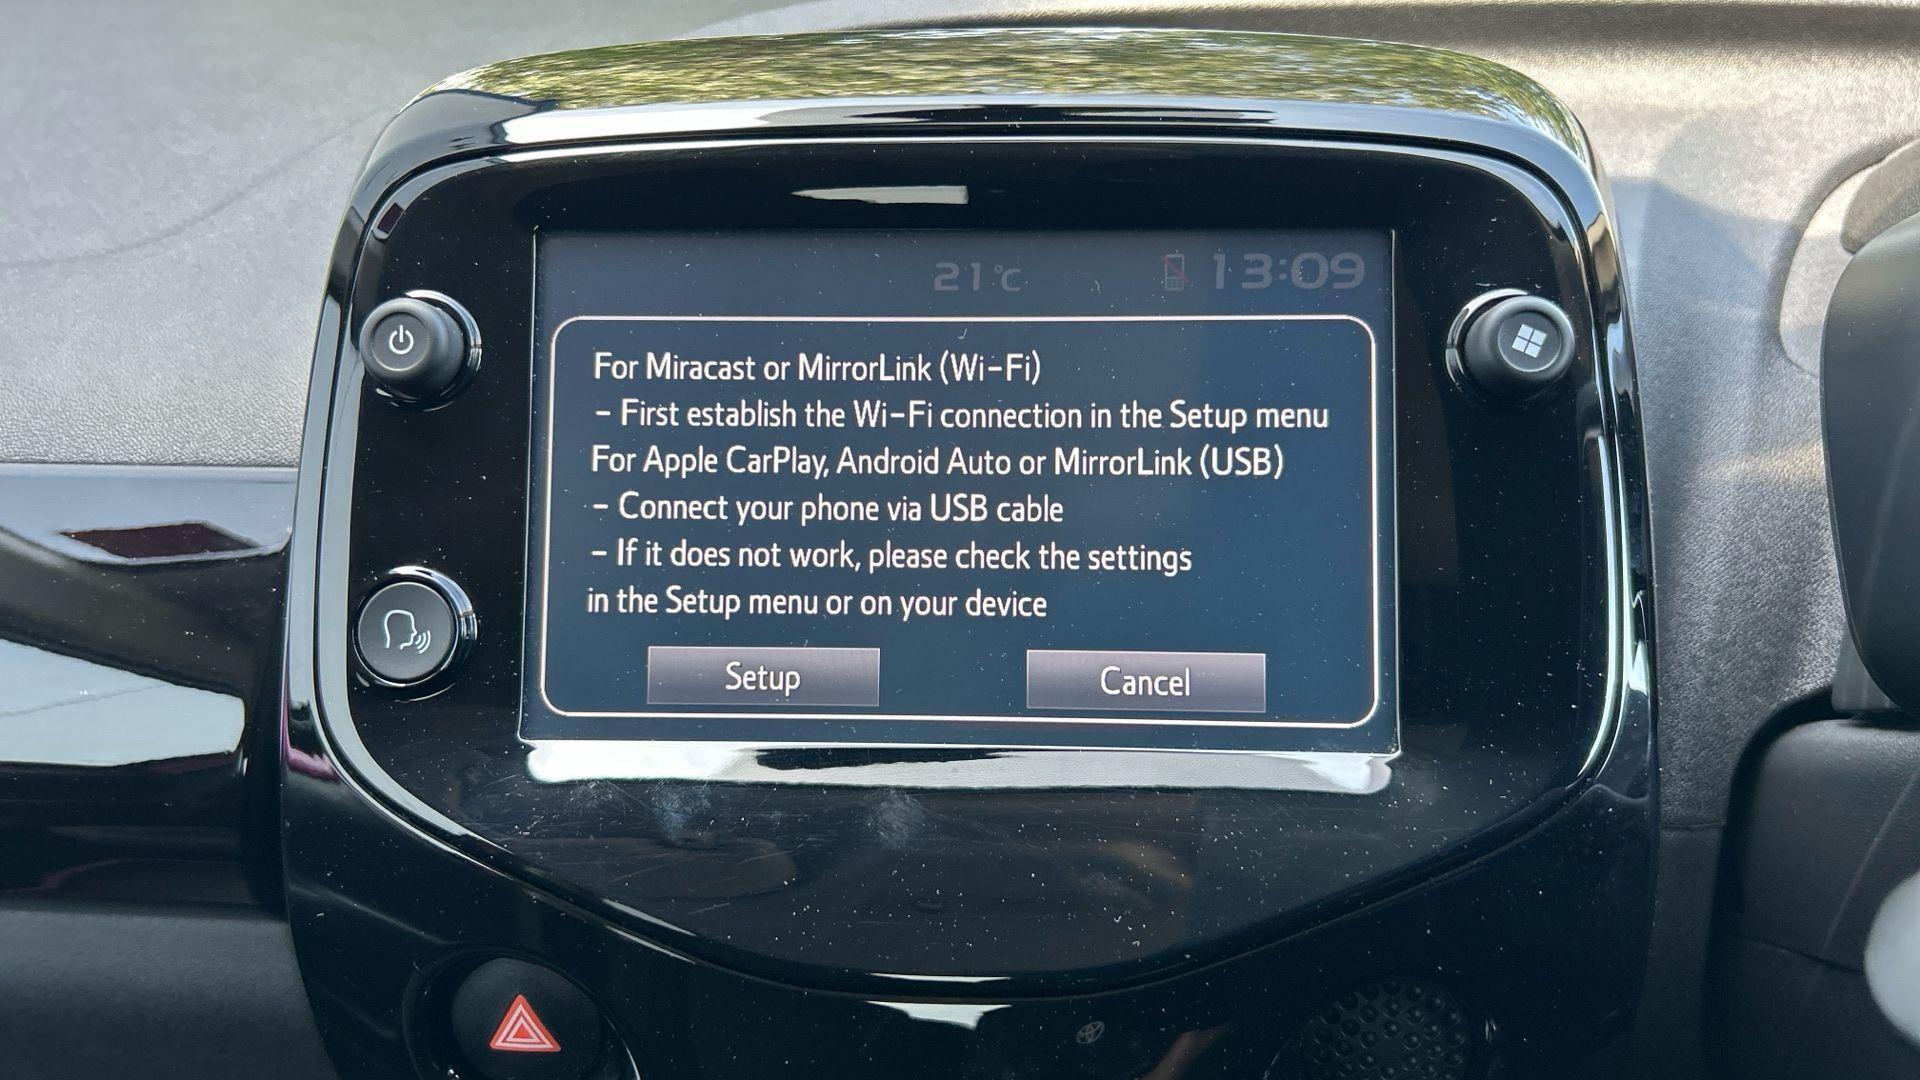 21°C 13:09
For Miracast or MirrorLink (Wi-Fi)
- First establish the Wi-Fi connection in the Setup menu
For Apple CarPlay, Android Auto or MirrorLink (USB)
- Connect your phone via USB cable
- If it does not work, please check the settings
in the Setup menu or on your device
Setup Cancel